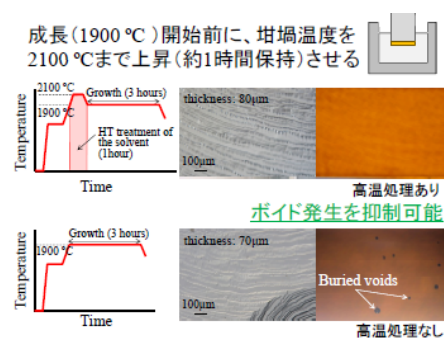 成長(1900 ℃)開始前に、坩堝温度を
2100 ℃まで上昇(約1時間保持)させる
2100 ℃
1900 ℃
Growth (3 hours)
HT treatment of
the solvent
(1hour)
Temperature
Time
thickness: 80μm
100μm
高温処理あり
ボイド発生を抑制可能
1900 ℃
Growth (3 hours)
Temperature
Time
thickness: 70μm
100μm
Buried voids
高温処理なし